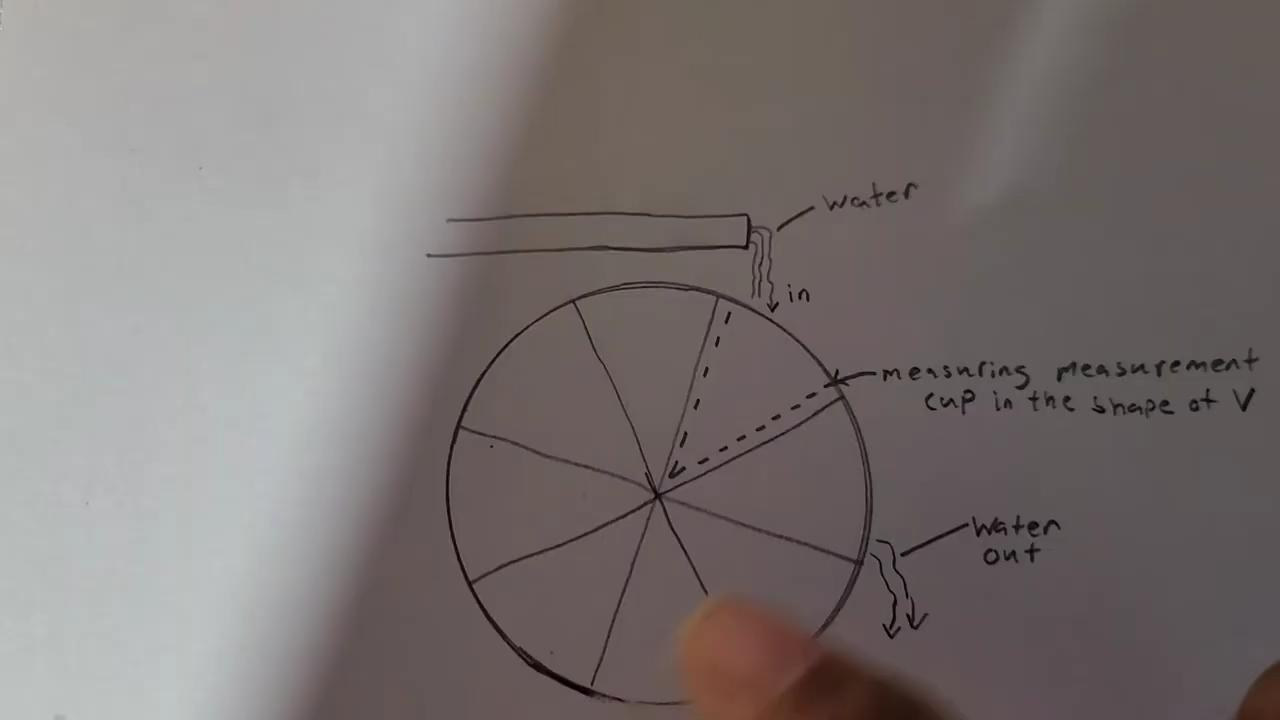 water
in
measuring measurement
cup in the shape of V
water
out